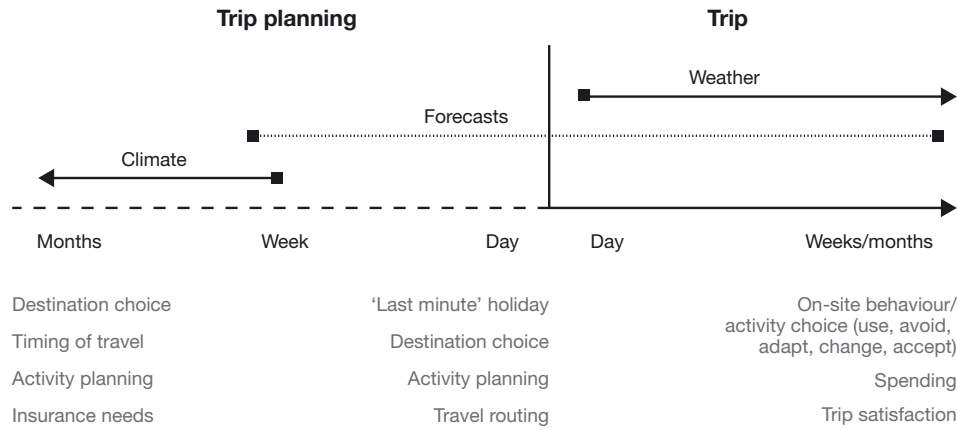 Trip planning
Trip
Weather
Forecasts
Climate
Months
Week
Day
Day
Weeks/months
Destination choice
Timing of travel
Activity planning
Insurance needs
‘Last minute’ holiday
Destination choice
Activity planning
Travel routing
On-site behaviour/
activity choice (use, avoid,
adapt, change, accept)
Spending
Trip satisfaction